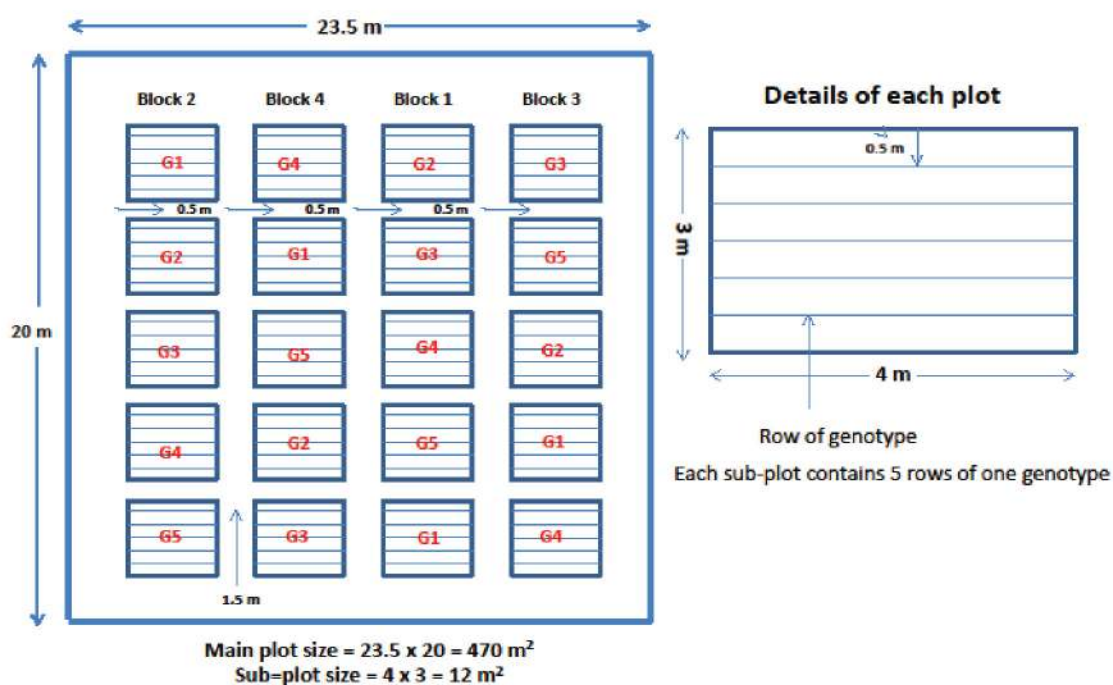 23.5 m
Block 2 Block 4 Block 1 Block 3
G1 G4 G2 G3
0.5 m 0.5 m 0.5 m
G2 G1 G3 G5
20 m
G3 G5 G4 G2
G4 G2 G5 G1
G5 G3 G1 G4
1.5 m
Main plot size = 23.5 x 20 = 470 m²
Sub=plot size = 4 x 3 = 12 m²
Details of each plot
0.5 m
3 m
4 m
Row of genotype
Each sub-plot contains 5 rows of one genotype